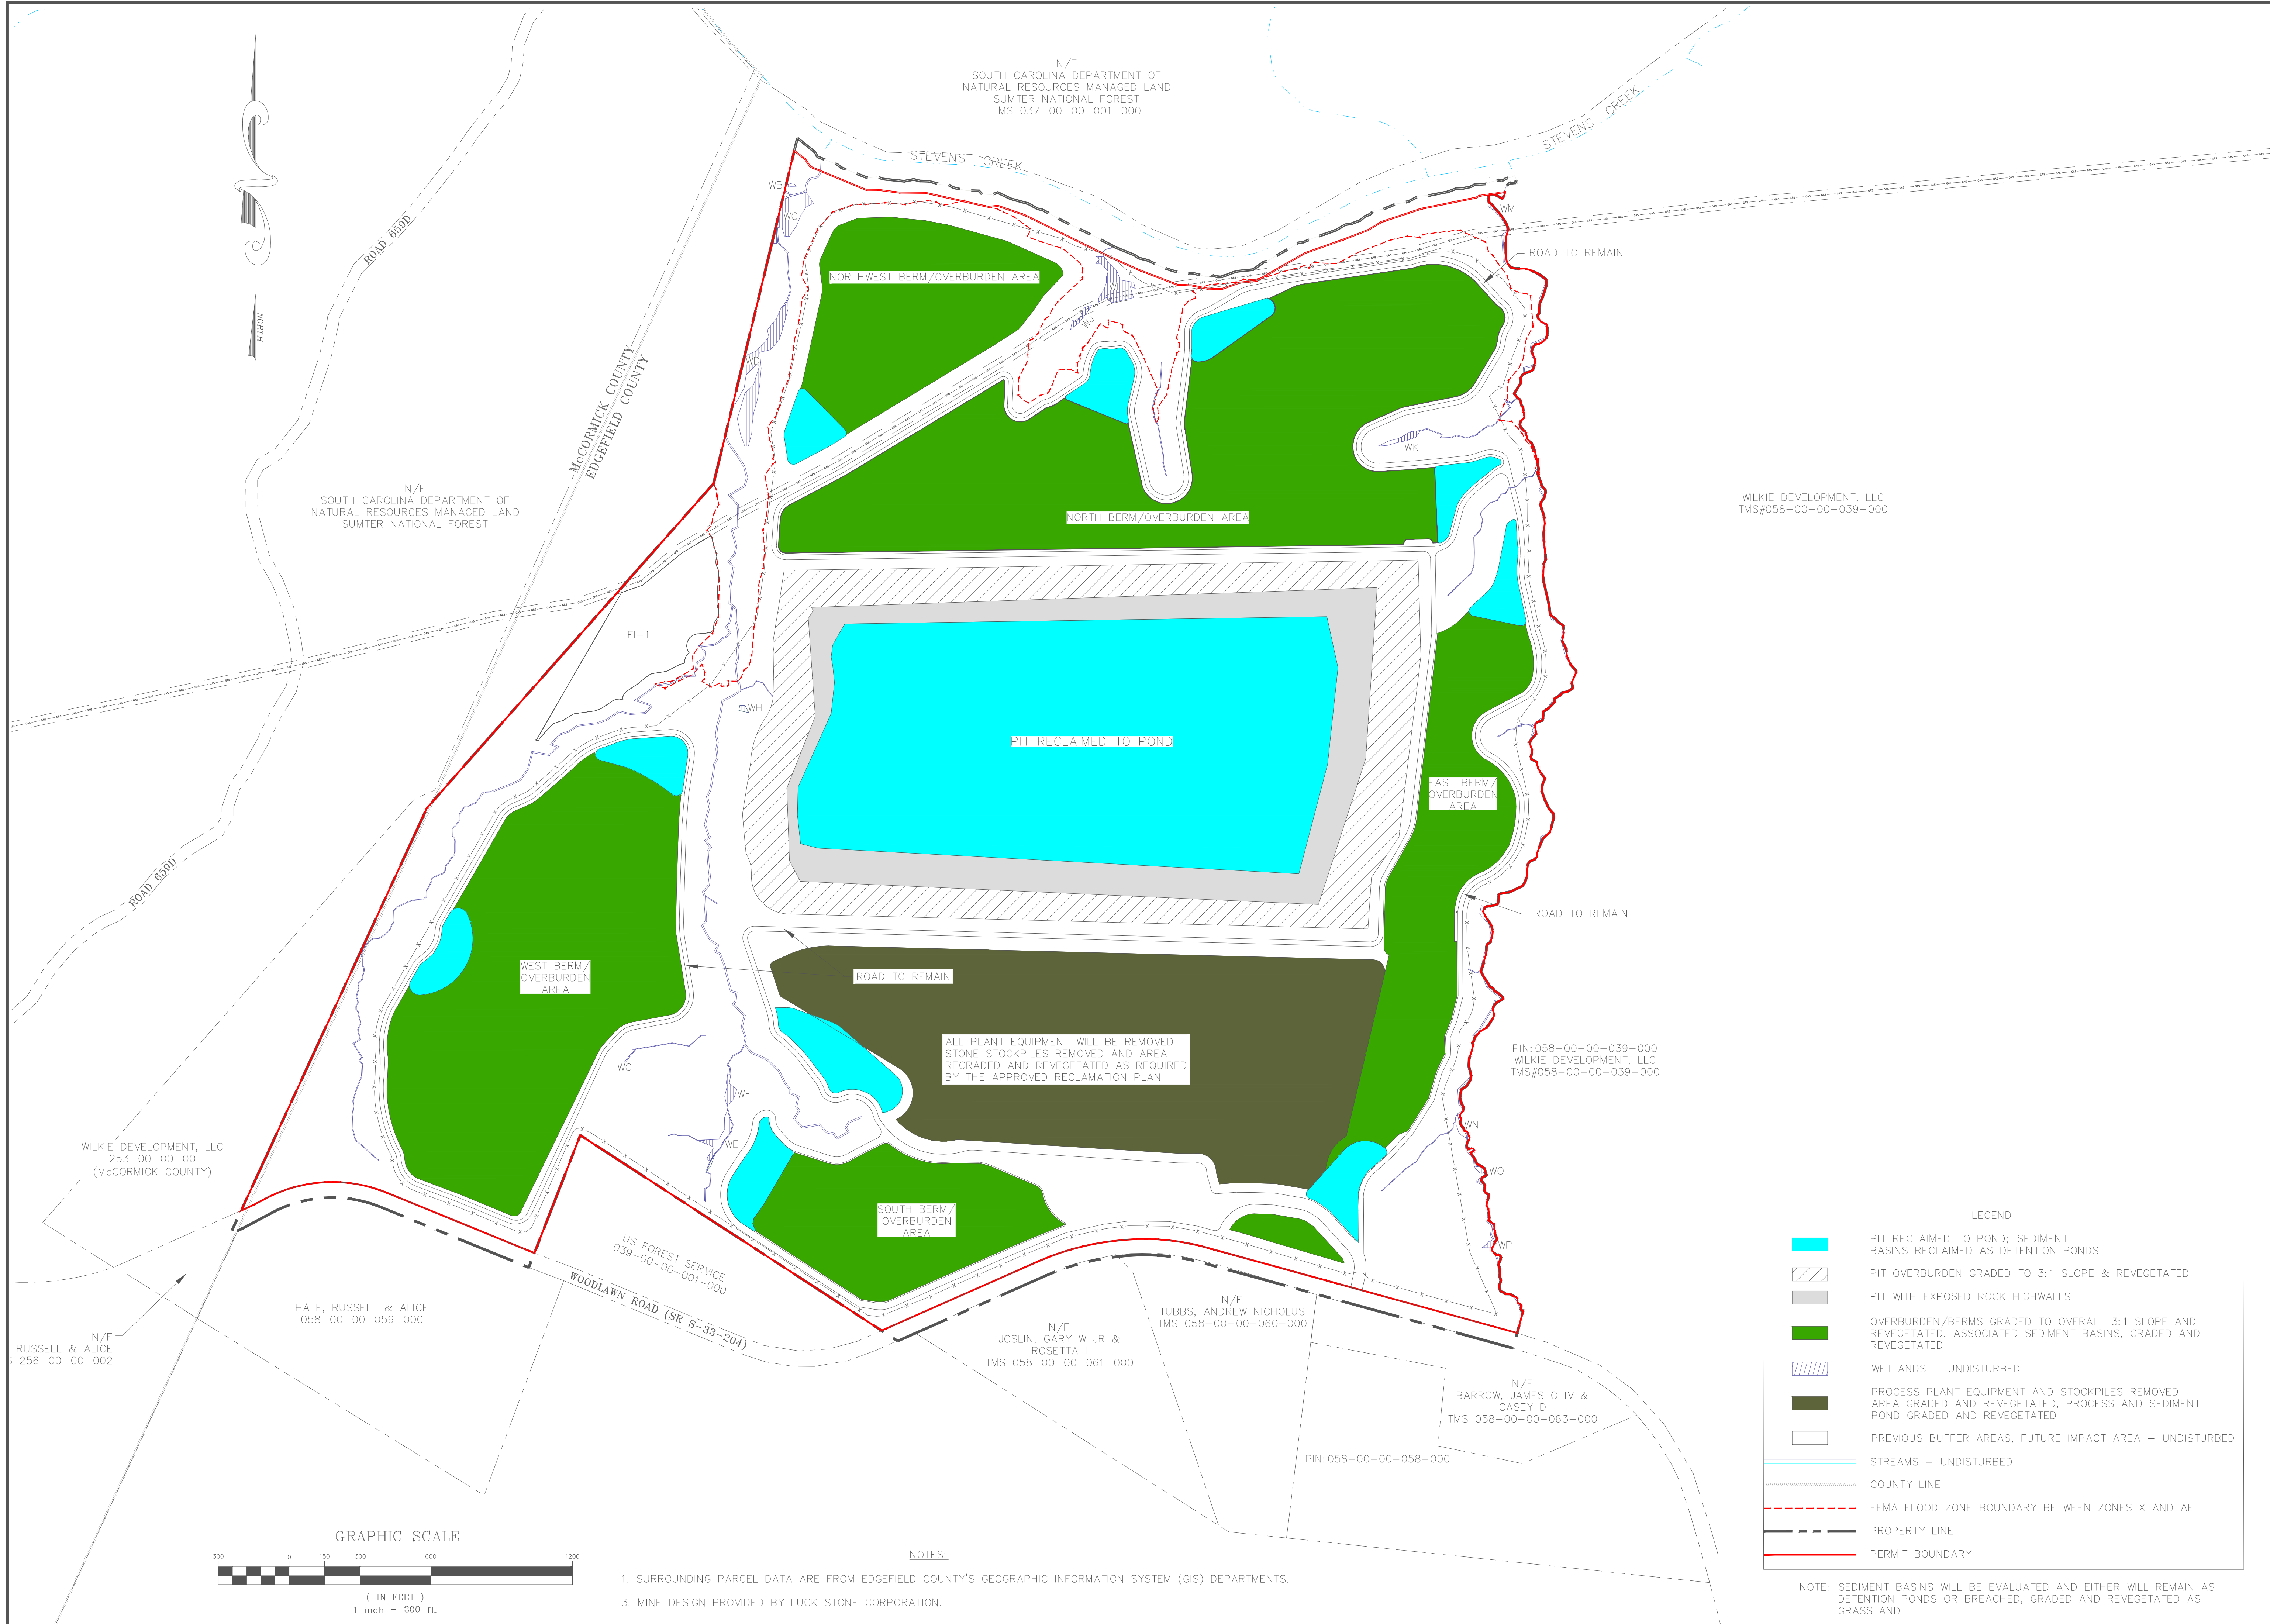 N/F
SOUTH CAROLINA DEPARTMENT OF
NATURAL RESOURCES MANAGED LAND
SUMTER NATIONAL FOREST
TMS 037-00-00-001-000
STEVENS CREEK
STEVENS CREEK
NORTH
ROAD 659D
McCORMICK COUNTY
EDGEFIELD COUNTY
WB
WC
WD
WM
ROAD TO REMAIN
NORTHWEST BERM/OVERBURDEN AREA
WI
WJ
WK
NORTH BERM/OVERBURDEN AREA
N/F
SOUTH CAROLINA DEPARTMENT OF
NATURAL RESOURCES MANAGED LAND
SUMTER NATIONAL FOREST
WILKIE DEVELOPMENT, LLC
TMS#058-00-00-039-000
FI-1
WH
PIT RECLAIMED TO POND
EAST BERM/
OVERBURDEN
AREA
ROAD 659D
ROAD TO REMAIN
WEST BERM/
OVERBURDEN
AREA
ROAD TO REMAIN
ALL PLANT EQUIPMENT WILL BE REMOVED
STONE STOCKPILES REMOVED AND AREA
REGRADED AND REVEGETATED AS REQUIRED
BY THE APPROVED RECLAMATION PLAN
PIN: 058-00-00-039-000
WILKIE DEVELOPMENT, LLC
TMS#058-00-00-039-000
WG
WF
WE
WN
WO
WP
WILKIE DEVELOPMENT, LLC
253-00-00-00
(McCORMICK COUNTY)
SOUTH BERM/
OVERBURDEN
AREA
US FOREST SERVICE
039-00-00-001-000
WOODLAWN ROAD (SR S-33-204)
HALE, RUSSELL & ALICE
058-00-00-059-000
N/F
RUSSELL & ALICE
256-00-00-002
N/F
JOSLIN, GARY W JR &
ROSETTA I
TMS 058-00-00-061-000
N/F
TUBBS, ANDREW NICHOLUS
TMS 058-00-00-060-000
N/F
BARROW, JAMES O IV &
CASEY D
TMS 058-00-00-063-000
PIN: 058-00-00-058-000
LEGEND
PIT RECLAIMED TO POND; SEDIMENT
BASINS RECLAIMED AS DETENTION PONDS
PIT OVERBURDEN GRADED TO 3:1 SLOPE & REVEGETATED
PIT WITH EXPOSED ROCK HIGHWALLS
OVERBURDEN/BERMS GRADED TO OVERALL 3:1 SLOPE AND
REVEGETATED, ASSOCIATED SEDIMENT BASINS, GRADED AND
REVEGETATED
WETLANDS - UNDISTURBED
PROCESS PLANT EQUIPMENT AND STOCKPILES REMOVED
AREA GRADED AND REVEGETATED, PROCESS AND SEDIMENT
POND GRADED AND REVEGETATED
PREVIOUS BUFFER AREAS, FUTURE IMPACT AREA - UNDISTURBED
STREAMS - UNDISTURBED
COUNTY LINE
FEMA FLOOD ZONE BOUNDARY BETWEEN ZONES X AND AE
PROPERTY LINE
PERMIT BOUNDARY
NOTE: SEDIMENT BASINS WILL BE EVALUATED AND EITHER WILL REMAIN AS
DETENTION PONDS OR BREACHED, GRADED AND REVEGETATED AS
GRASSLAND
GRAPHIC SCALE
300 0 150 300 600 1200
( IN FEET )
1 inch = 300 ft.
NOTES:
1. SURROUNDING PARCEL DATA ARE FROM EDGEFIELD COUNTY'S GEOGRAPHIC INFORMATION SYSTEM (GIS) DEPARTMENTS.
3. MINE DESIGN PROVIDED BY LUCK STONE CORPORATION.